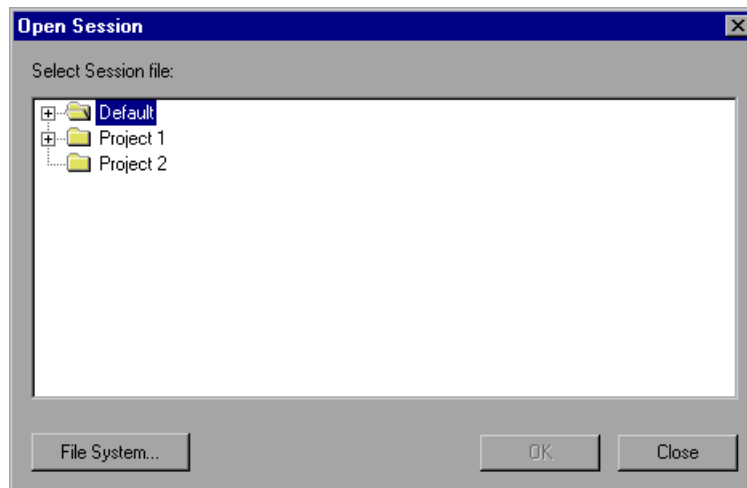 Open Session
Select Session file:
Default
Project 1
Project 2
File System...
OK
Close